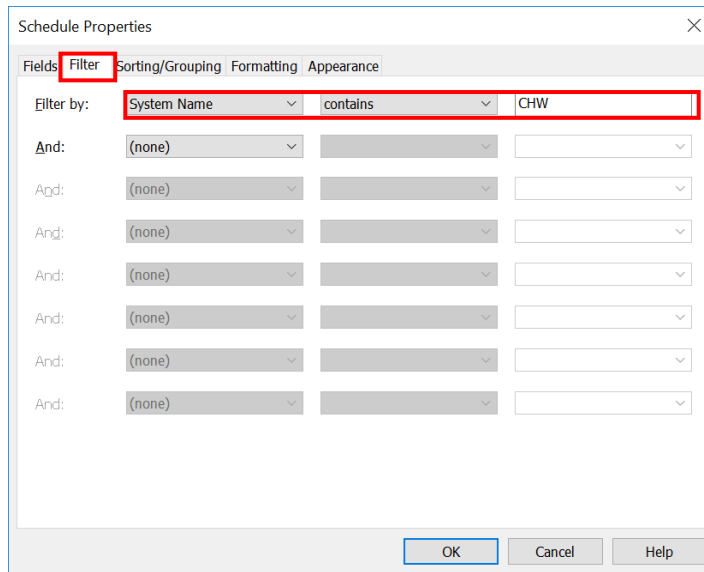 Schedule Properties
Fields Filter Sorting/Grouping Formatting Appearance
Filter by: System Name contains CHW
And: (none)
And: (none)
And: (none)
And: (none)
And: (none)
And: (none)
And: (none)
OK Cancel Help